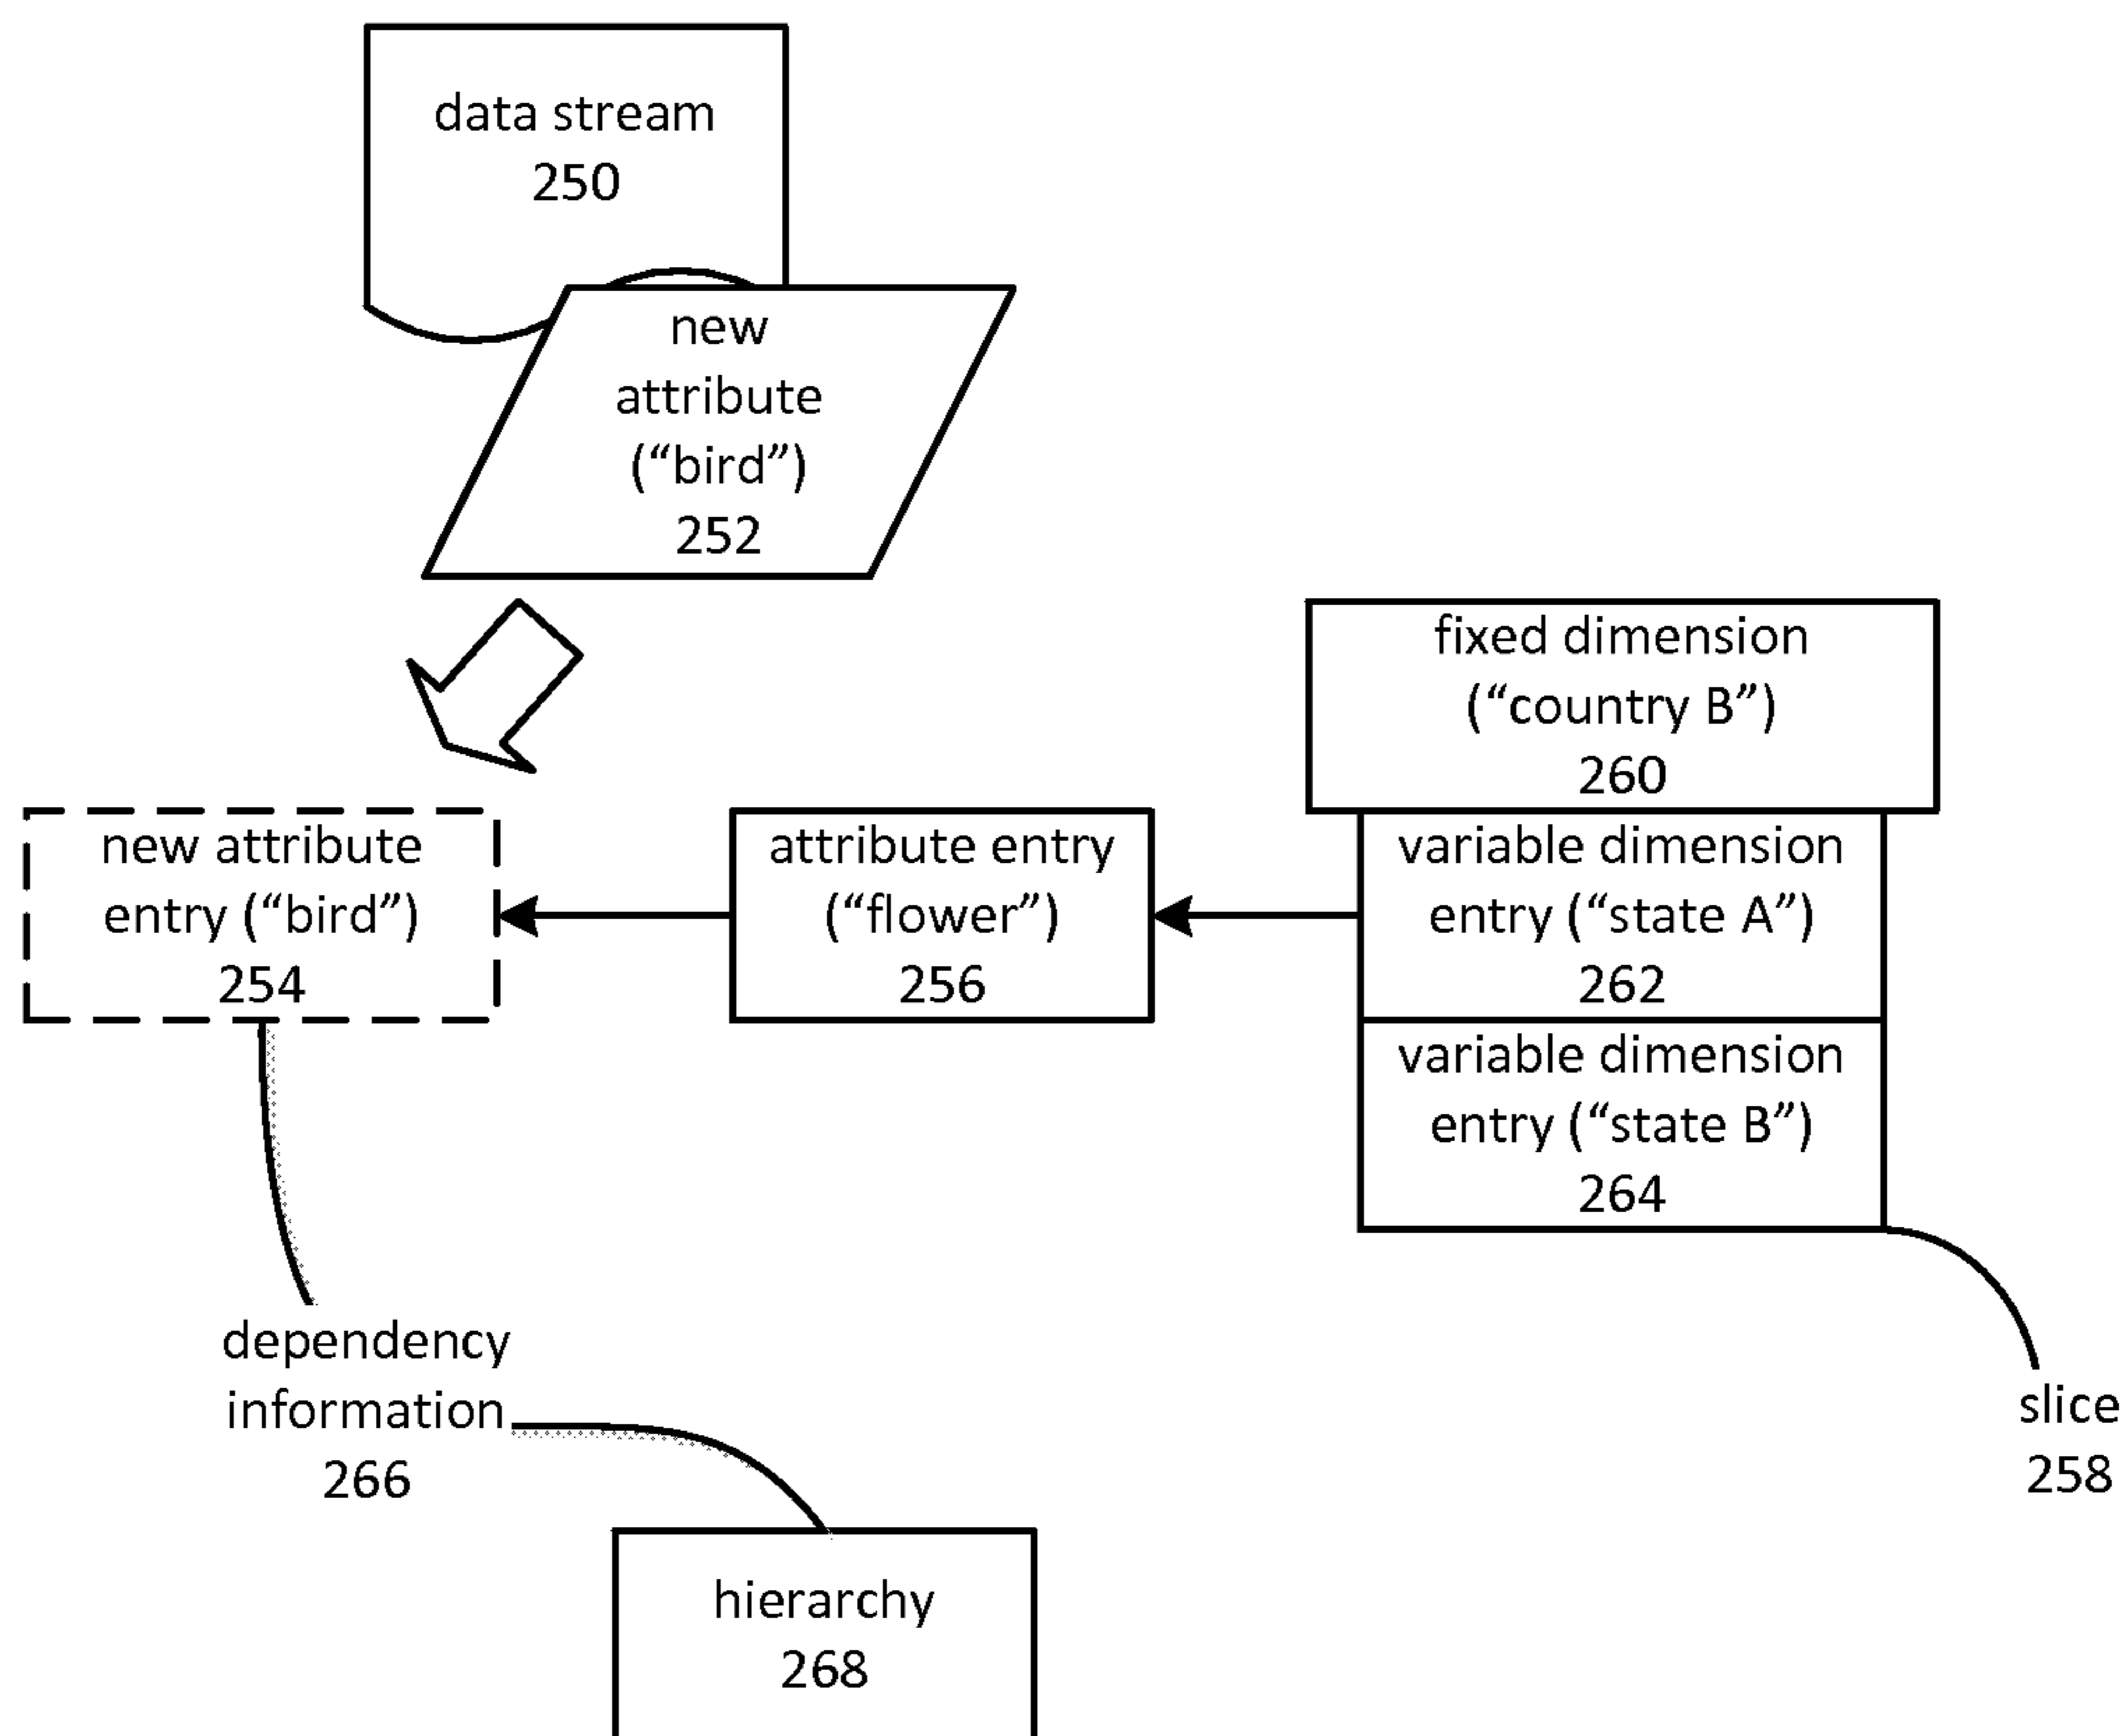 data stream
250
new
attribute
(“bird”)
252
fixed dimension
(“country B”)
260
new attribute
entry (“bird”)
254
attribute entry
(“flower”)
256
variable dimension
entry (“state A”)
262
variable dimension
entry (“state B”)
264
dependency
information
266
slice
258
hierarchy
268